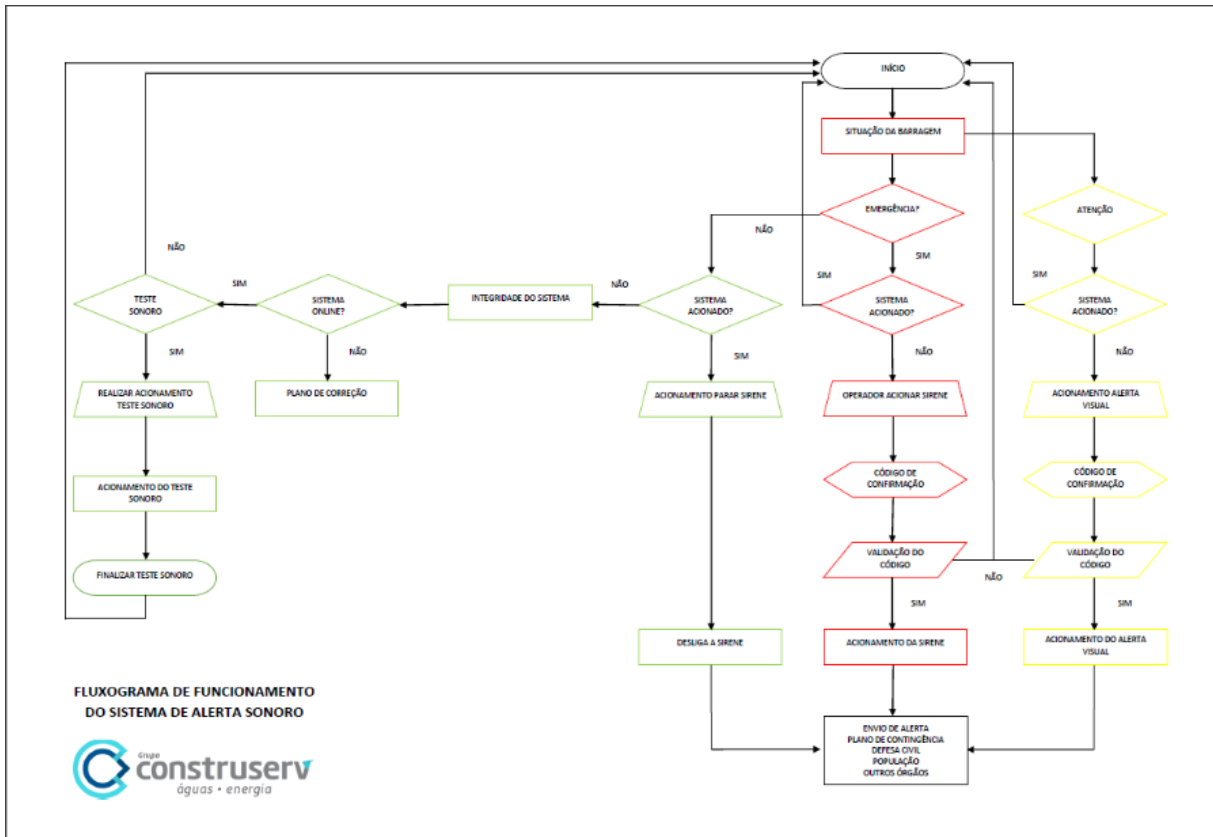 INÍCIO
SITUAÇÃO DA BARRAGEM
EMERGÊNCIA?
ATENÇÃO
NÃO
NÃO
SIM
SIM
SIM
SIM
NÃO
TESTE
SONORO
SISTEMA
ONLINE?
INTEGRIDADE DO SISTEMA
SISTEMA
ACIONADO?
SISTEMA
ACIONADO?
SISTEMA
ACIONADO?
SIM
NÃO
SIM
NÃO
NÃO
REALIZAR ACIONAMENTO
TESTE SONORO
PLANO DE CORREÇÃO
ACIONAMENTO PARAR SIRENE
OPERADOR ACIONAR SIRENE
ACIONAMENTO ALERTA
VISUAL
ACIONAMENTO DO TESTE
SONORO
CÓDIGO DE
CONFIRMAÇÃO
CÓDIGO DE
CONFIRMAÇÃO
FINALIZAR TESTE SONORO
VALIDAÇÃO DO
CÓDIGO
NÃO
VALIDAÇÃO DO
CÓDIGO
SIM
SIM
DESLIGA A SIRENE
ACIONAMENTO DA SIRENE
ACIONAMENTO DO ALERTA
VISUAL
FLUXOGRAMA DE FUNCIONAMENTO
DO SISTEMA DE ALERTA SONORO
ENVIO DE ALERTA
PLANO DE CONTINGÊNCIA
DEFESA CIVIL
POPULAÇÃO
OUTROS ÓRGÃOS
Grupo
construserv
águas • energia